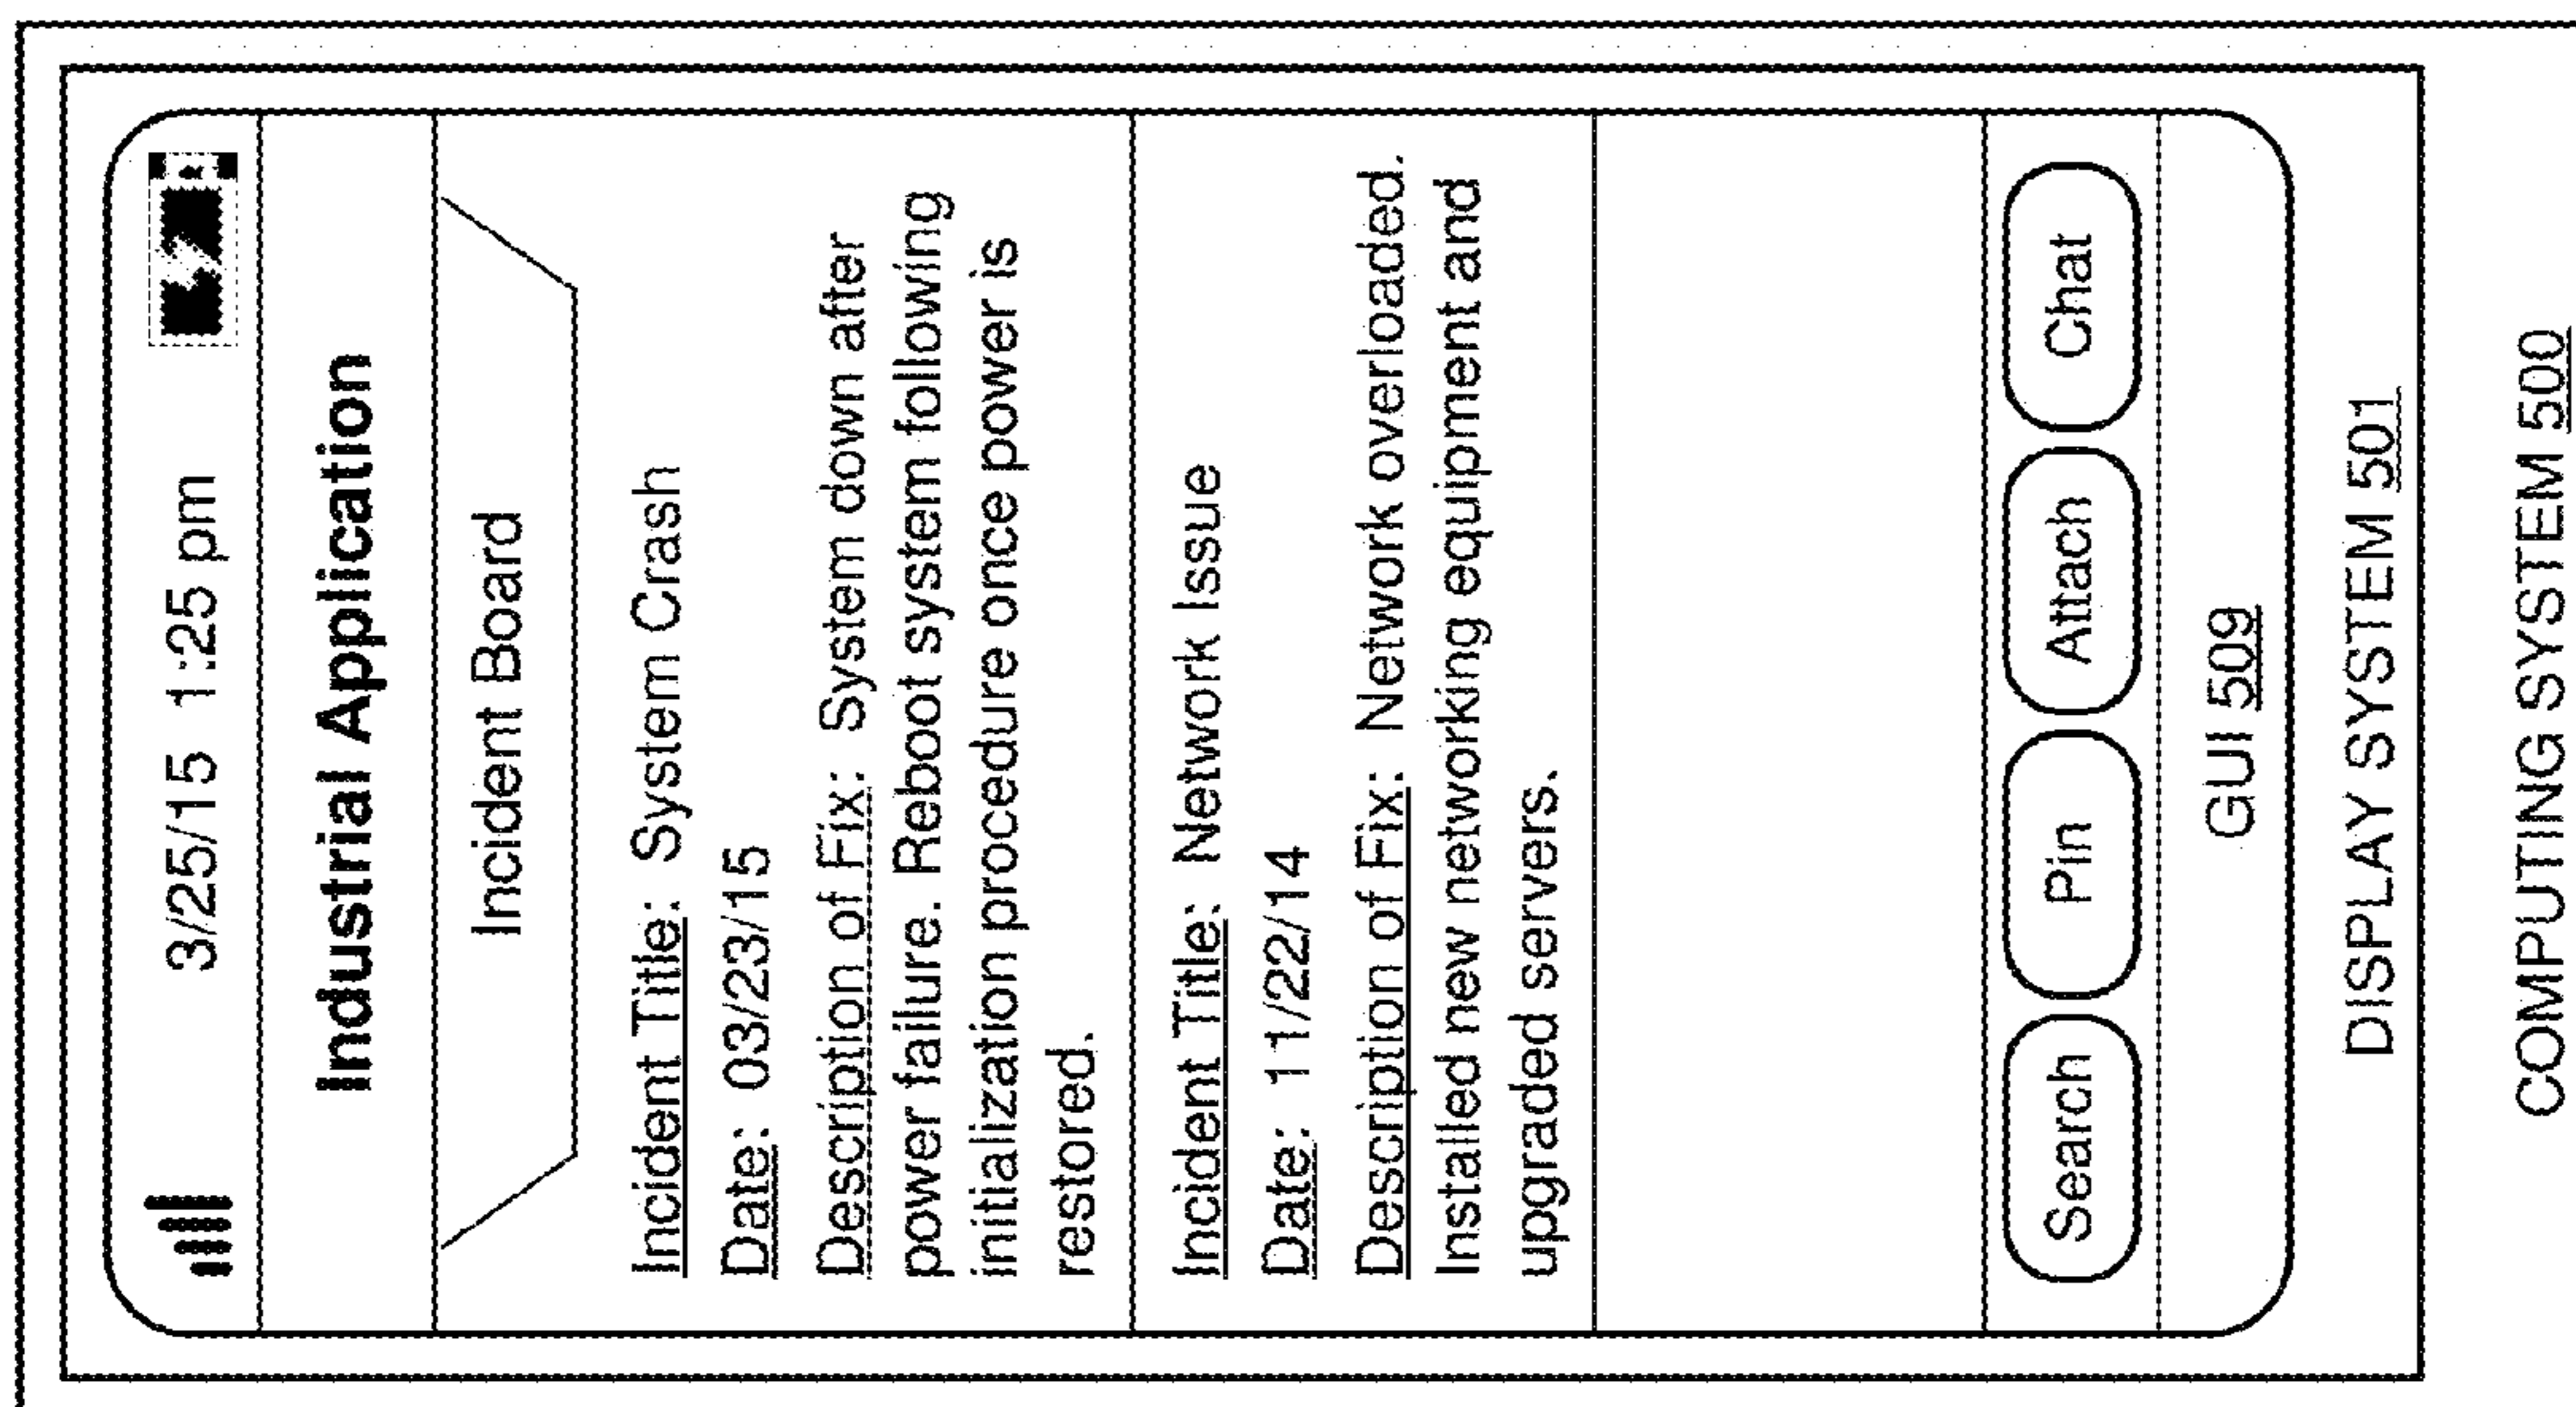 3/25/15 1:25 pm
Industrial Application
Incident Board
Incident Title: System Crash
Date: 03/23/15
Description of Fix: System down after
power failure. Reboot system following
initialization procedure once power is
restored.
Incident Title: Network Issue
Date: 11/22/14
Description of Fix: Network overloaded.
Installed new networking equipment and
upgraded servers.
Search Pin Attach Chat
GUI 509
DISPLAY SYSTEM 501
COMPUTING SYSTEM 500